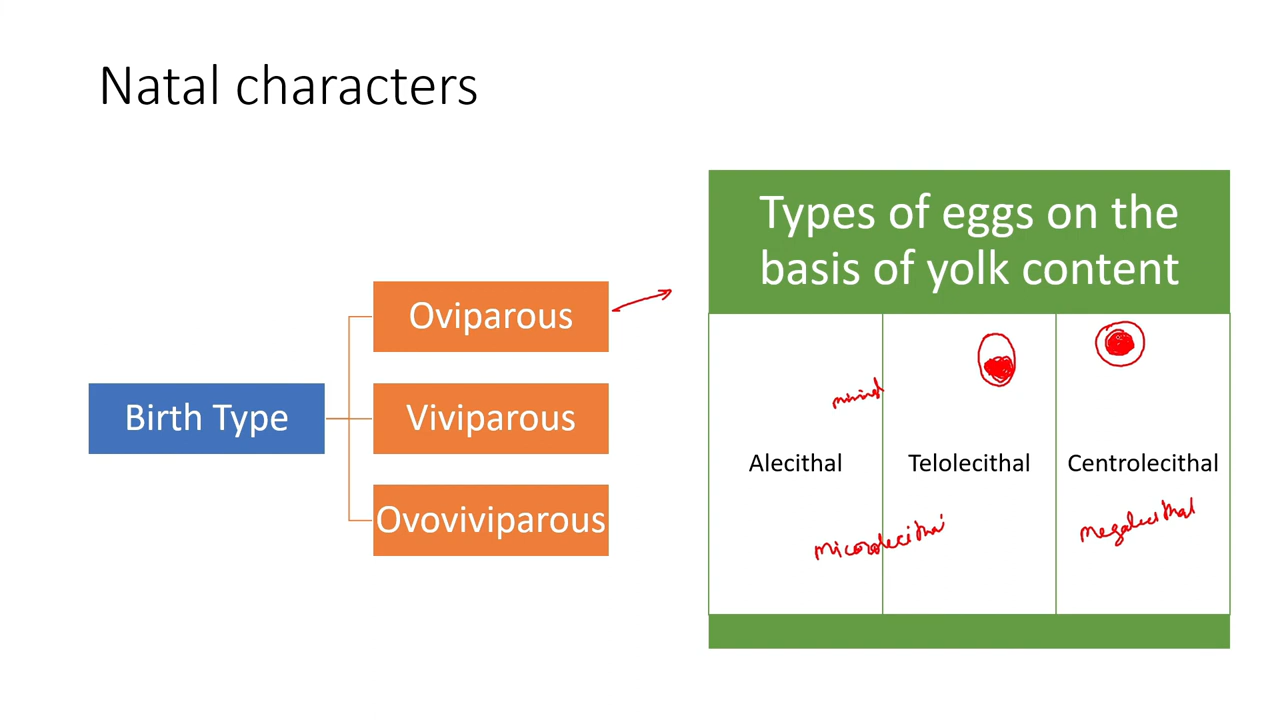 Natal characters
Types of eggs on the
basis of yolk content
Oviparous
Birth Type
Viviparous
Ovoviviparous
Alecithal
Telolecithal
Centrolecithal
megalecithal